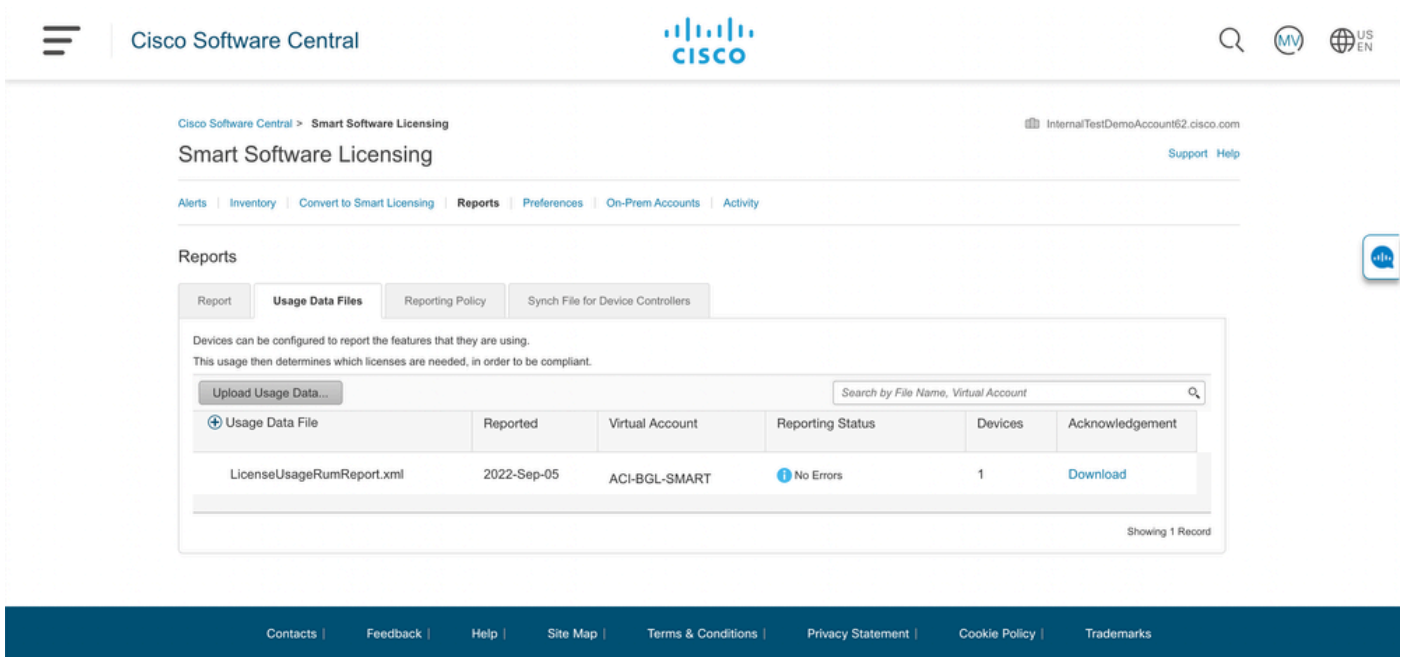 Cisco Software Central
CISCO
MV
US
EN
Cisco Software Central > Smart Software Licensing
InternalTestDemoAccount62.cisco.com
Smart Software Licensing
Support Help
Alerts | Inventory | Convert to Smart Licensing | Reports | Preferences | On-Prem Accounts | Activity
Reports
Report Usage Data Files Reporting Policy Synch File for Device Controllers
Devices can be configured to report the features that they are using.
This usage then determines which licenses are needed, in order to be compliant.
Upload Usage Data... Search by File Name, Virtual Account
Usage Data File Reported Virtual Account Reporting Status Devices Acknowledgement
LicenseUsageRumReport.xml 2022-Sep-05 ACI-BGL-SMART No Errors 1 Download
Showing 1 Record
Contacts | Feedback | Help | Site Map | Terms & Conditions | Privacy Statement | Cookie Policy | Trademarks